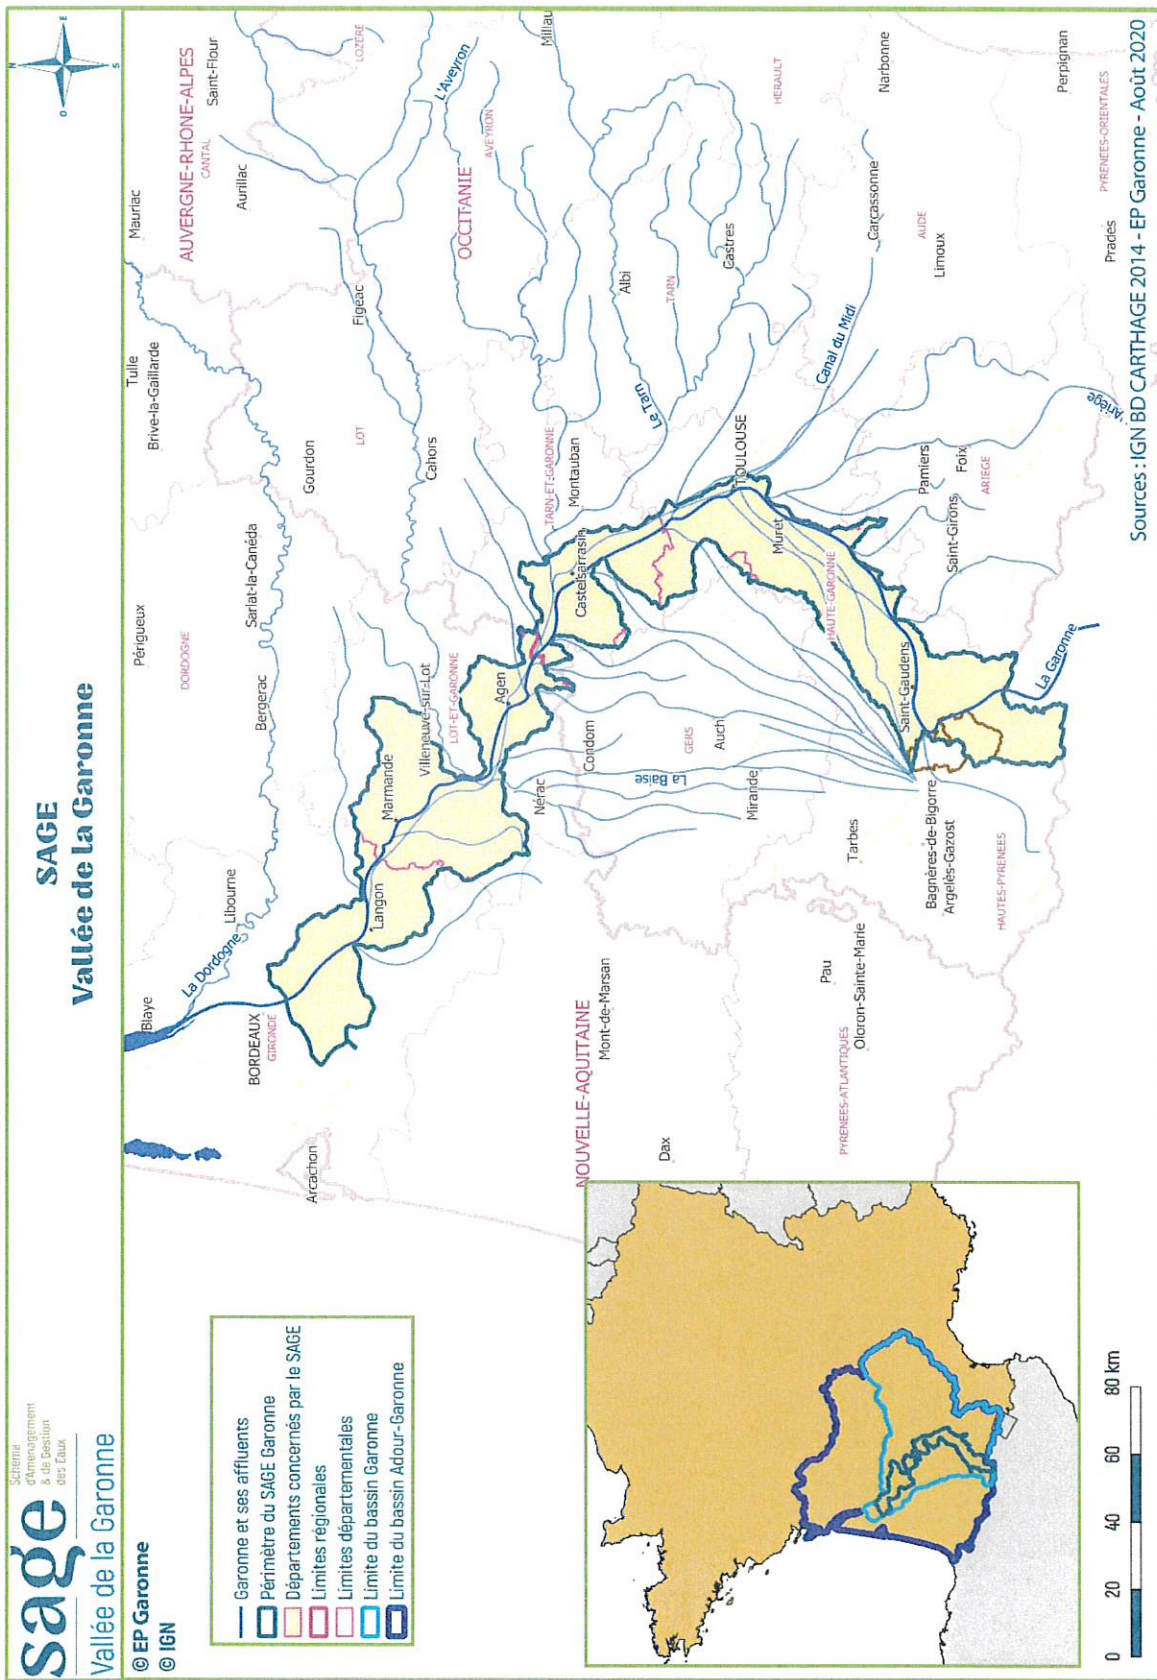 sage
Schéma
d'Aménagement
& de Gestion
des Eaux
Vallée de la Garonne
SAGE
Vallée de la Garonne
N
E
S
O
© EP Garonne
© IGN
Garonne et ses affluents
Périmètre du SAGE Garonne
Départements concernés par le SAGE
Limites régionales
Limites départementales
Limite du bassin Garonne
Limite du bassin Adour-Garonne
Blaye
Périgueux
Tulle
Mauriac
Brive-la-Gaillarde
AUVERGNE-RHONE-ALPES
DORDOGNE
CANTAL
Saint-Flour
La Dordogne
Libourne
Bergerac
Sarlat-la-Canéda
Aurillac
BORDEAUX
GIRONDE
Arcachon
Gourdon
LOT
Figeac
LOZERE
Langon
Marmande
Villeneuve-sur-Lot
Cahors
L'Aveyron
LOT-ET-GARONNE
OCCITANIE
AVEYRON
Agen
Nérac
TARN-ET-GARONNE
Millau
Castelsarrasin
Montauban
NOUVELLE-AQUITAINE
Mont-de-Marsan
Condom
Albi
Le Tarn
Dax
La Baïse
GERS
Auch
TARN
Castres
Mirande
TOULOUSE
HERAULT
Muret
Canal du Midi
PYRENEES-ATLANTIQUES
Pau
Oloron-Sainte-Marie
Tarbes
HAUTE-GARONNE
Carcassonne
Narbonne
Bagnères-de-Bigorre
Argelès-Gazost
Saint-Gaudens
Pamiers
Saint-Girons
Foix
ARIEGE
AUDE
Limoux
HAUTES-PYRENEES
La Garonne
Ariège
Prades
Perpignan
PYRENEES-ORIENTALES
0 20 40 60 80 km
Sources : IGN BD CARTHAGE 2014 - EP Garonne - Août 2020